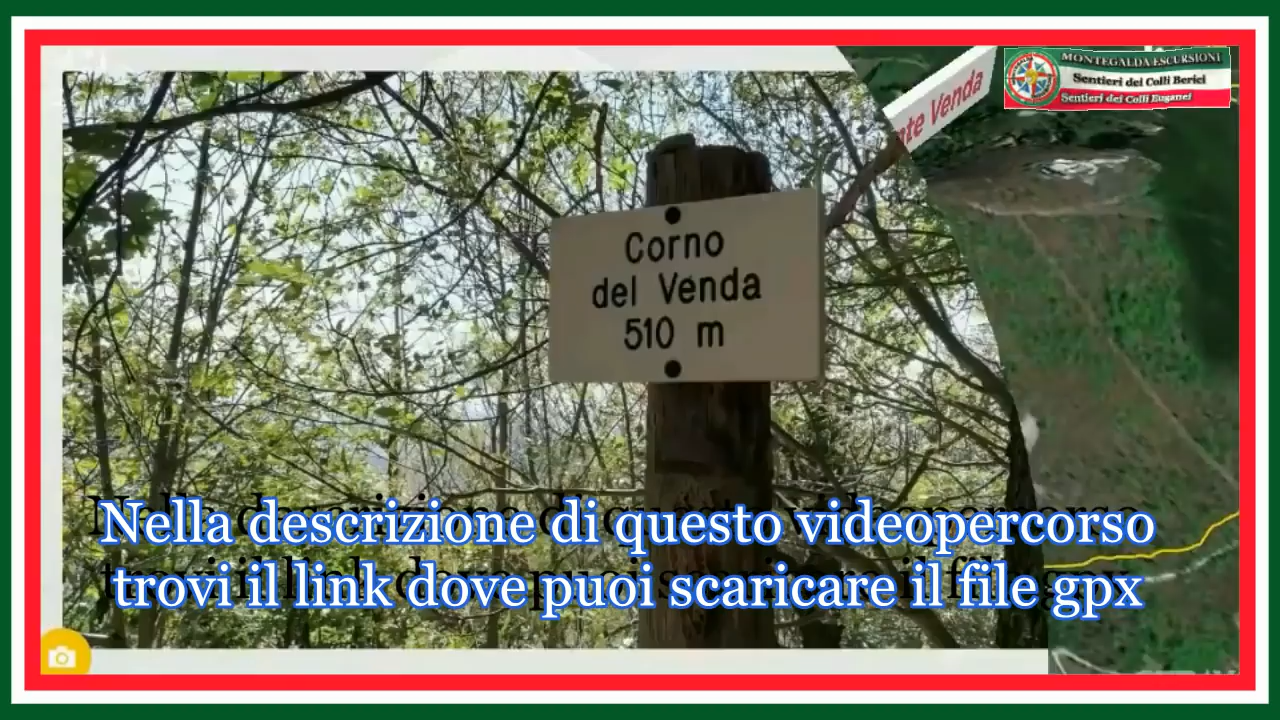 MONTEGALDA ESCURSIONI
Sentieri dei Colli Berici
Sentieri dei Colli Euganei
nte Venda
Corno
del Venda
510 m
Nella descrizione di questo videopercorso
trovi il link dove puoi scaricare il file gpx